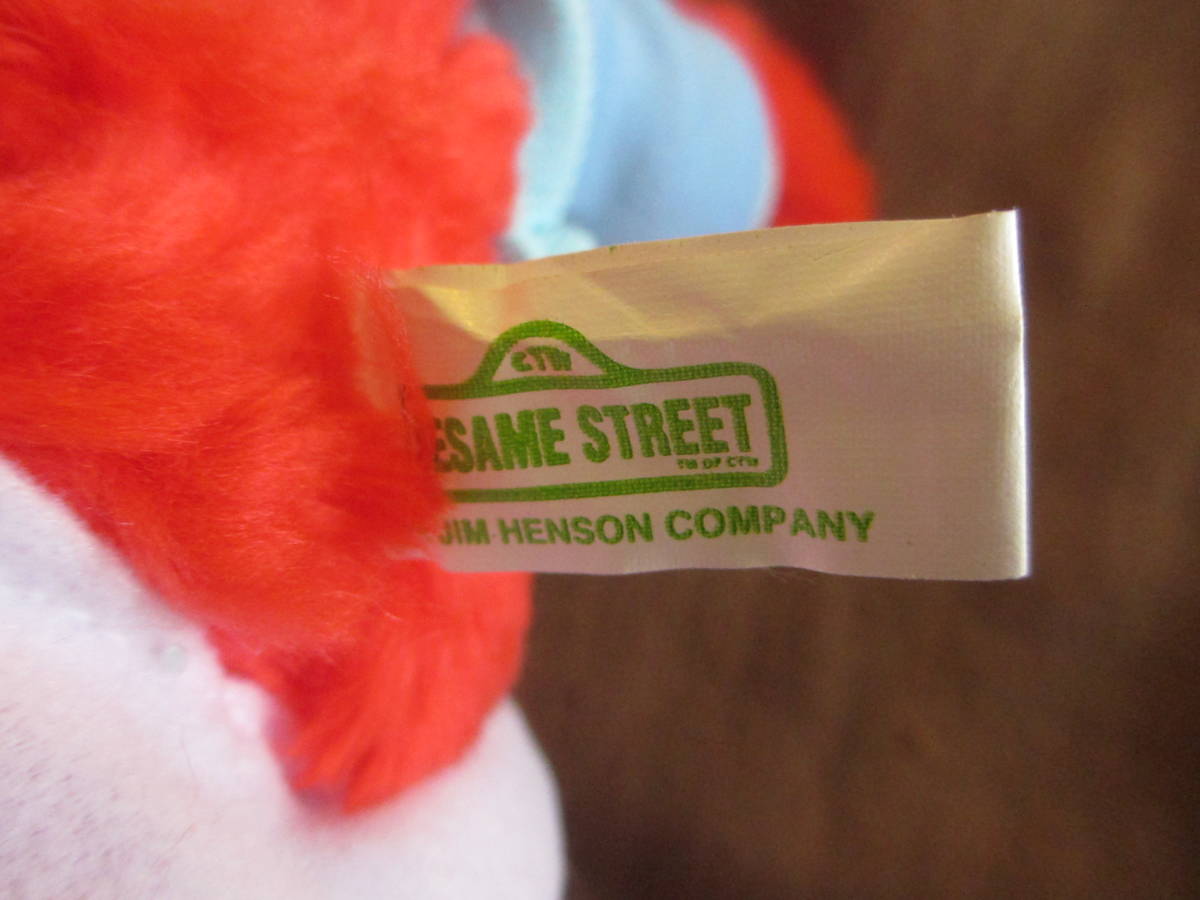 CTW
ESAME STREET
TM OF CTW
JIM HENSON COMPANY